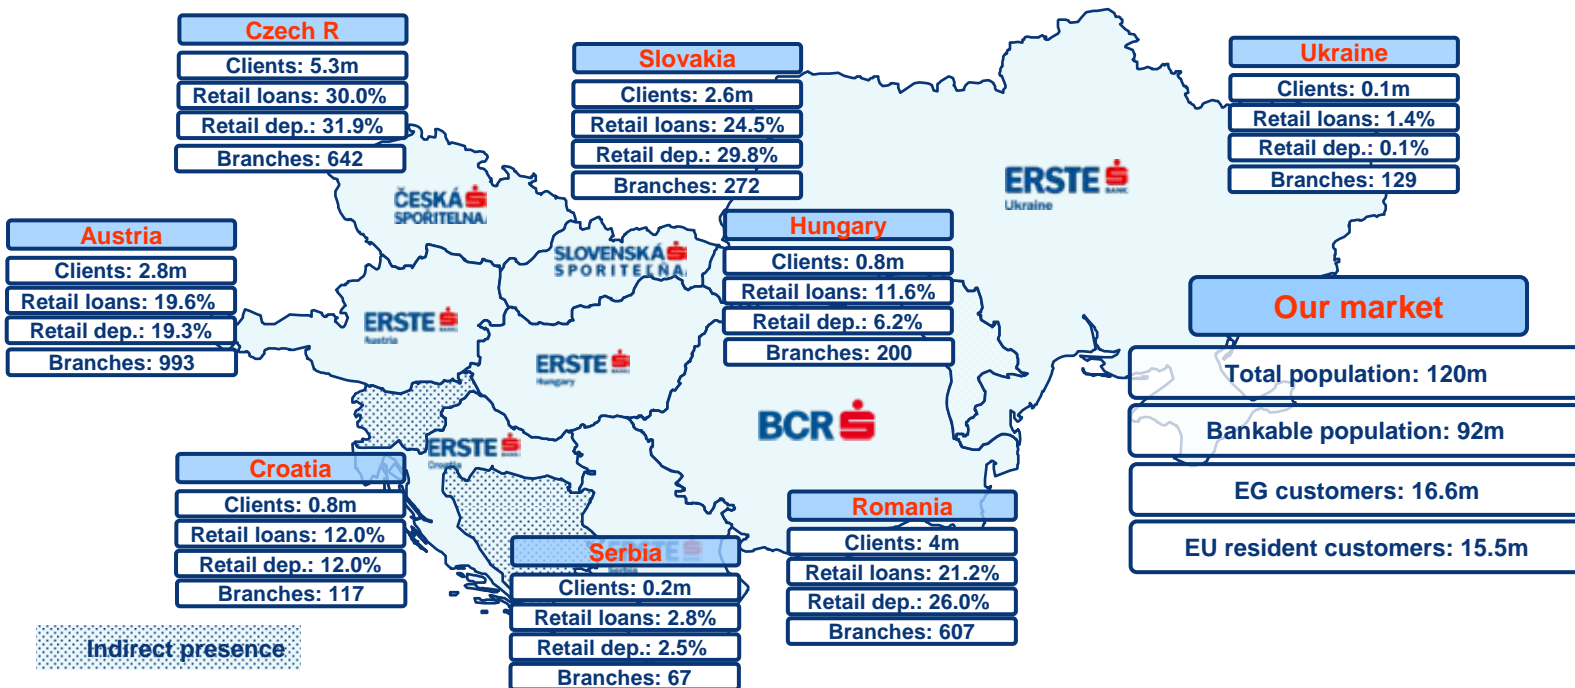 Czech R
Clients: 5.3m
Retail loans: 30.0%
Retail dep.: 31.9%
Branches: 642
Slovakia
Clients: 2.6m
Retail loans: 24.5%
Retail dep.: 29.8%
Branches: 272
Ukraine
Clients: 0.1m
Retail loans: 1.4%
Retail dep.: 0.1%
Branches: 129
ČESKÁ
SPOŘITELNA
ERSTE
BANK
Ukraine
Austria
Clients: 2.8m
Retail loans: 19.6%
Retail dep.: 19.3%
Branches: 993
SLOVENSKÁ
SPORITEĽŇA
Hungary
Clients: 0.8m
Retail loans: 11.6%
Retail dep.: 6.2%
Branches: 200
ERSTE
Austria
ERSTE
Hungary
Our market
Total population: 120m
Bankable population: 92m
EG customers: 16.6m
EU resident customers: 15.5m
BCR
ERSTE
Croatia
Croatia
Clients: 0.8m
Retail loans: 12.0%
Retail dep.: 12.0%
Branches: 117
Serbia
Clients: 0.2m
Retail loans: 2.8%
Retail dep.: 2.5%
Branches: 67
ERSTE
Serbia
Romania
Clients: 4m
Retail loans: 21.2%
Retail dep.: 26.0%
Branches: 607
Indirect presence